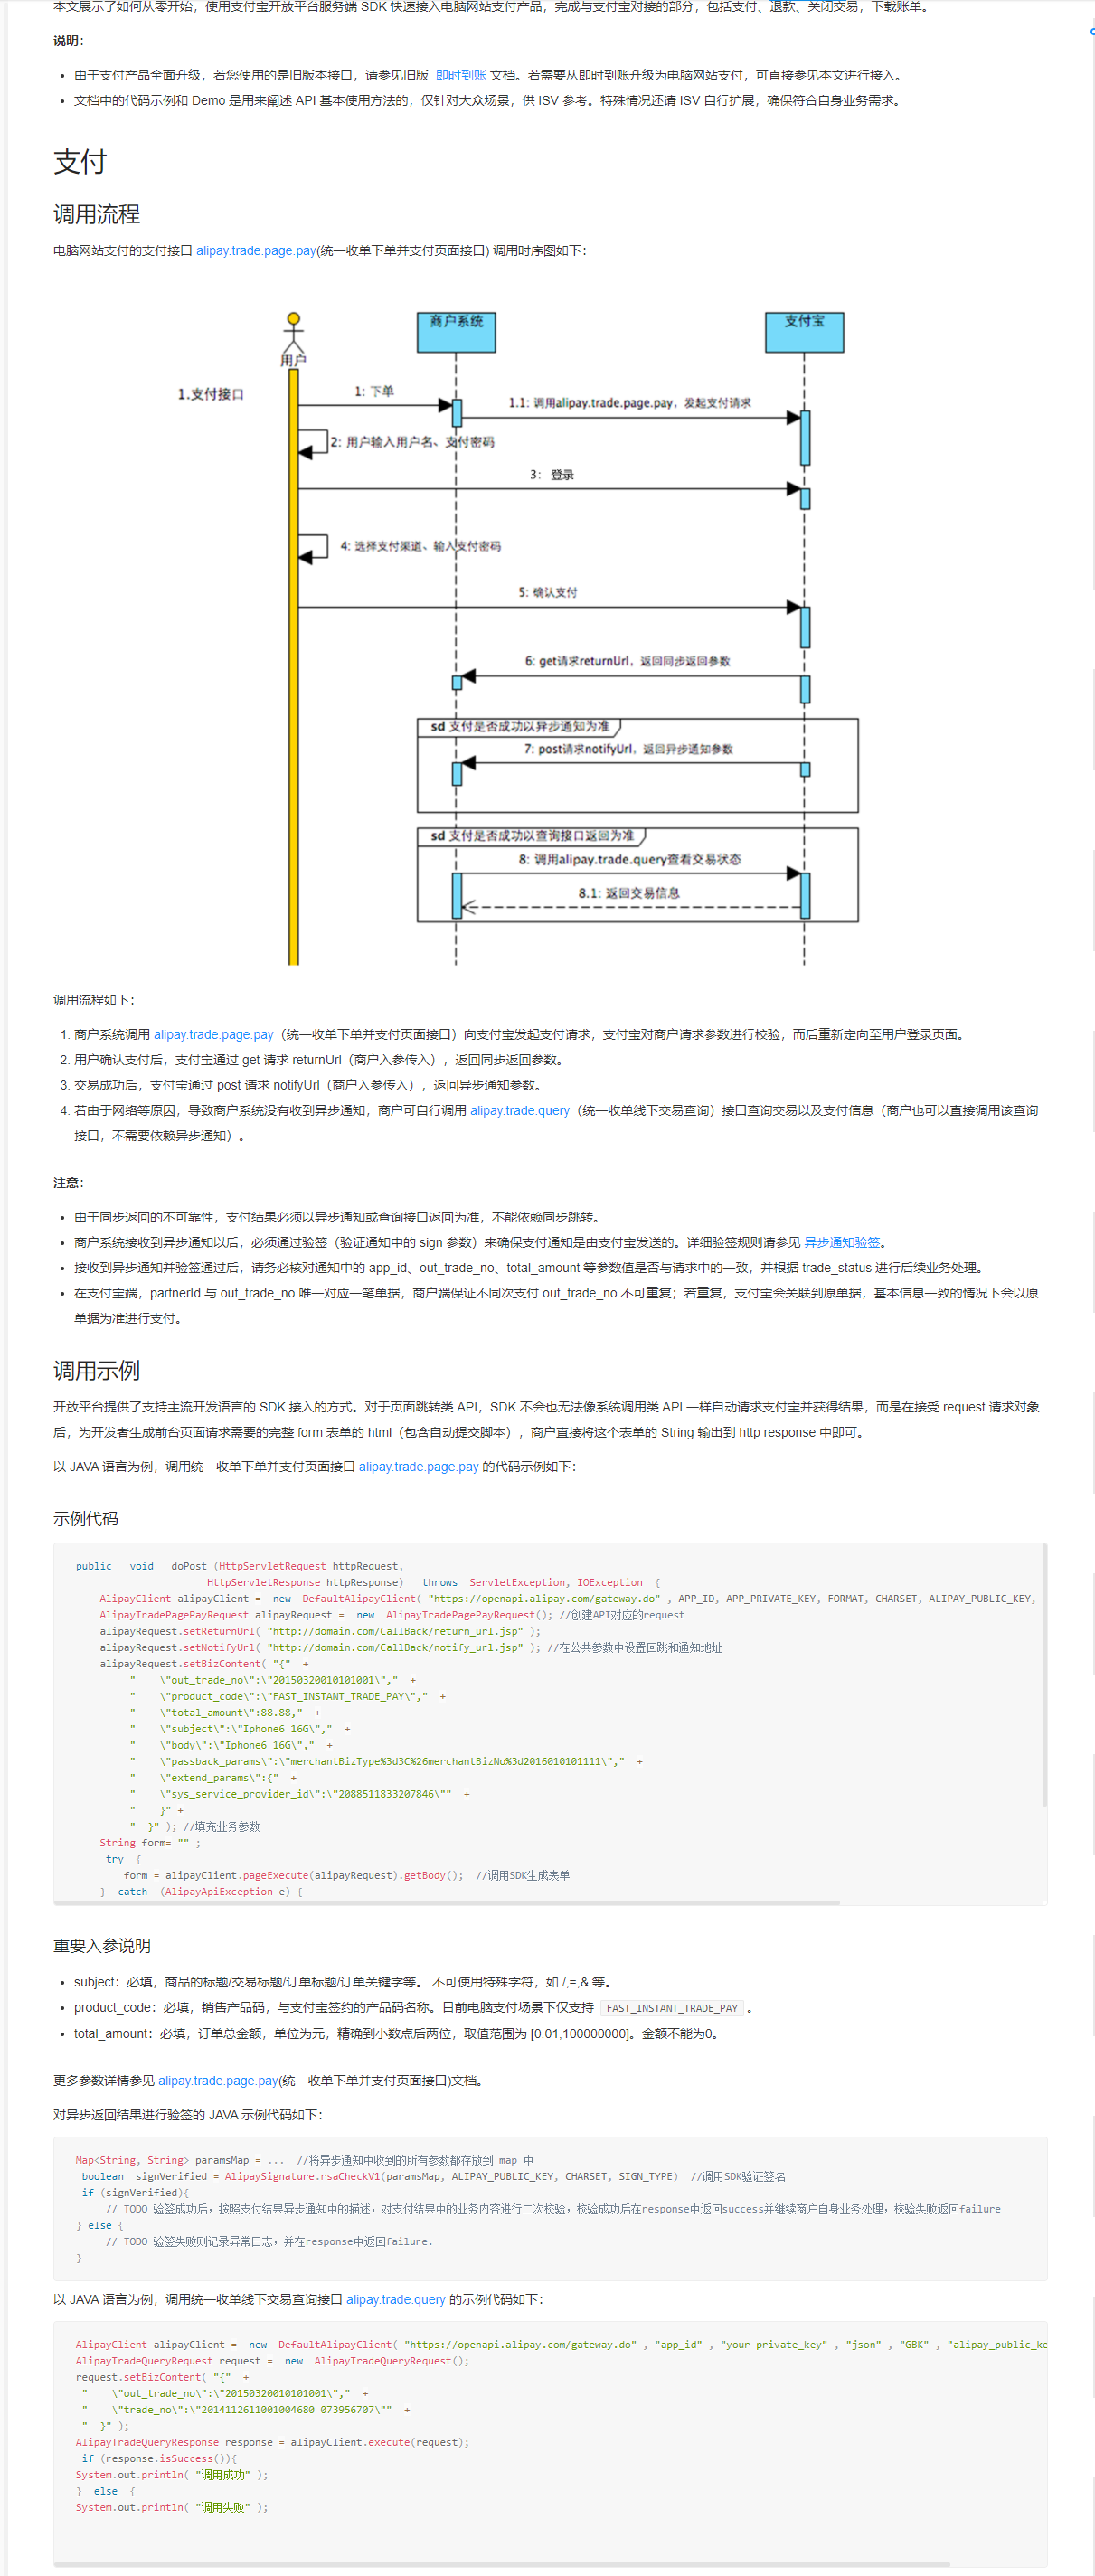 本文展示了如何从零开始，使用支付宝开放平台服务端 SDK 快速接入电脑网站支付产品，完成与支付宝对接的部分，包括支付、退款、关闭交易，下载账单。
说明：
• 由于支付产品全面升级，若您使用的是旧版本接口，请参见旧版 即时到账 文档。若需要从即时到账升级为电脑网站支付，可直接参见本文进行接入。
• 文档中的代码示例和 Demo 是用来阐述 API 基本使用方法的，仅针对大众场景，供 ISV 参考。特殊情况还请 ISV 自行扩展，确保符合自身业务需求。
支付
调用流程
电脑网站支付的支付接口 alipay.trade.page.pay(统一收单下单并支付页面接口) 调用时序图如下：
用户
商户系统
支付宝
1.支付接口
1: 下单
1.1: 调用alipay.trade.page.pay，发起支付请求
2: 用户输入用户名、支付密码
3: 登录
4: 选择支付渠道、输入支付密码
5: 确认支付
6: get请求returnUrl，返回同步返回参数
sd 支付是否成功以异步通知为准
7: post请求notifyUrl，返回异步通知参数
sd 支付是否成功以查询接口返回为准
8: 调用alipay.trade.query查看交易状态
8.1: 返回交易信息
调用流程如下：
1. 商户系统调用 alipay.trade.page.pay（统一收单下单并支付页面接口）向支付宝发起支付请求，支付宝对商户请求参数进行校验，而后重新定向至用户登录页面。
2. 用户确认支付后，支付宝通过 get 请求 returnUrl（商户入参传入），返回同步返回参数。
3. 交易成功后，支付宝通过 post 请求 notifyUrl（商户入参传入），返回异步通知参数。
4. 若由于网络等原因，导致商户系统没有收到异步通知，商户可自行调用 alipay.trade.query（统一收单线下交易查询）接口查询交易以及支付信息（商户也可以直接调用该查询
接口，不需要依赖异步通知）。
注意：
• 由于同步返回的不可靠性，支付结果必须以异步通知或查询接口返回为准，不能依赖同步跳转。
• 商户系统接收到异步通知以后，必须通过验签（验证通知中的 sign 参数）来确保支付通知是由支付宝发送的。详细验签规则请参见 异步通知验签。
• 接收到异步通知并验签通过后，请务必核对通知中的 app_id、out_trade_no、total_amount 等参数值是否与请求中的一致，并根据 trade_status 进行后续业务处理。
• 在支付宝端，partnerId 与 out_trade_no 唯一对应一笔单据，商户端保证不同次支付 out_trade_no 不可重复；若重复，支付宝会关联到原单据，基本信息一致的情况下会以原
单据为准进行支付。
调用示例
开放平台提供了支持主流开发语言的 SDK 接入的方式。对于页面跳转类 API，SDK 不会也无法像系统调用类 API 一样自动请求支付宝并获得结果，而是在接受 request 请求对象
后，为开发者生成前台页面请求需要的完整 form 表单的 html（包含自动提交脚本），商户直接将这个表单的 String 输出到 http response 中即可。
以 JAVA 语言为例，调用统一收单下单并支付页面接口 alipay.trade.page.pay 的代码示例如下：
示例代码
public void doPost (HttpServletRequest httpRequest,
HttpServletResponse httpResponse) throws ServletException, IOException {
AlipayClient alipayClient = new DefaultAlipayClient( "https://openapi.alipay.com/gateway.do" , APP_ID, APP_PRIVATE_KEY, FORMAT, CHARSET, ALIPAY_PUBLIC_KEY,
AlipayTradePagePayRequest alipayRequest = new AlipayTradePagePayRequest(); //创建API对应的request
alipayRequest.setReturnUrl( "http://domain.com/CallBack/return_url.jsp" );
alipayRequest.setNotifyUrl( "http://domain.com/CallBack/notify_url.jsp" ); //在公共参数中设置回跳和通知地址
alipayRequest.setBizContent( "{" +
" \"out_trade_no\":\"20150320010101001\"," +
" \"product_code\":\"FAST_INSTANT_TRADE_PAY\"," +
" \"total_amount\":88.88," +
" \"subject\":\"Iphone6 16G\"," +
" \"body\":\"Iphone6 16G\"," +
" \"passback_params\":\"merchantBizType%3d3C%26merchantBizNo%3d2016010101111\"," +
" \"extend_params\":{" +
" \"sys_service_provider_id\":\"2088511833207846\"" +
" }" +
" }" ); //填充业务参数
String form= "" ;
try {
form = alipayClient.pageExecute(alipayRequest).getBody(); //调用SDK生成表单
} catch (AlipayApiException e) {
重要入参说明
• subject：必填，商品的标题/交易标题/订单标题/订单关键字等。 不可使用特殊字符，如 /,=,& 等。
• product_code：必填，销售产品码，与支付宝签约的产品码名称。目前电脑支付场景下仅支持 FAST_INSTANT_TRADE_PAY 。
• total_amount：必填，订单总金额，单位为元，精确到小数点后两位，取值范围为 [0.01,100000000]。金额不能为0。
更多参数详情参见 alipay.trade.page.pay(统一收单下单并支付页面接口)文档。
对异步返回结果进行验签的 JAVA 示例代码如下：
Map<String, String> paramsMap = ... //将异步通知中收到的所有参数都存放到 map 中
boolean signVerified = AlipaySignature.rsaCheckV1(paramsMap, ALIPAY_PUBLIC_KEY, CHARSET, SIGN_TYPE) //调用SDK验证签名
if (signVerified){
// TODO 验签成功后，按照支付结果异步通知中的描述，对支付结果中的业务内容进行二次校验，校验成功后在response中返回success并继续商户自身业务处理，校验失败返回failure
} else {
// TODO 验签失败则记录异常日志，并在response中返回failure.
}
以 JAVA 语言为例，调用统一收单线下交易查询接口 alipay.trade.query 的示例代码如下：
AlipayClient alipayClient = new DefaultAlipayClient( "https://openapi.alipay.com/gateway.do" , "app_id" , "your private_key" , "json" , "GBK" , "alipay_public_ke
AlipayTradeQueryRequest request = new AlipayTradeQueryRequest();
request.setBizContent( "{" +
" \"out_trade_no\":\"20150320010101001\"," +
" \"trade_no\":\"2014112611001004680 073956707\"" +
" }" );
AlipayTradeQueryResponse response = alipayClient.execute(request);
if (response.isSuccess()){
System.out.println( "调用成功" );
} else {
System.out.println( "调用失败" );